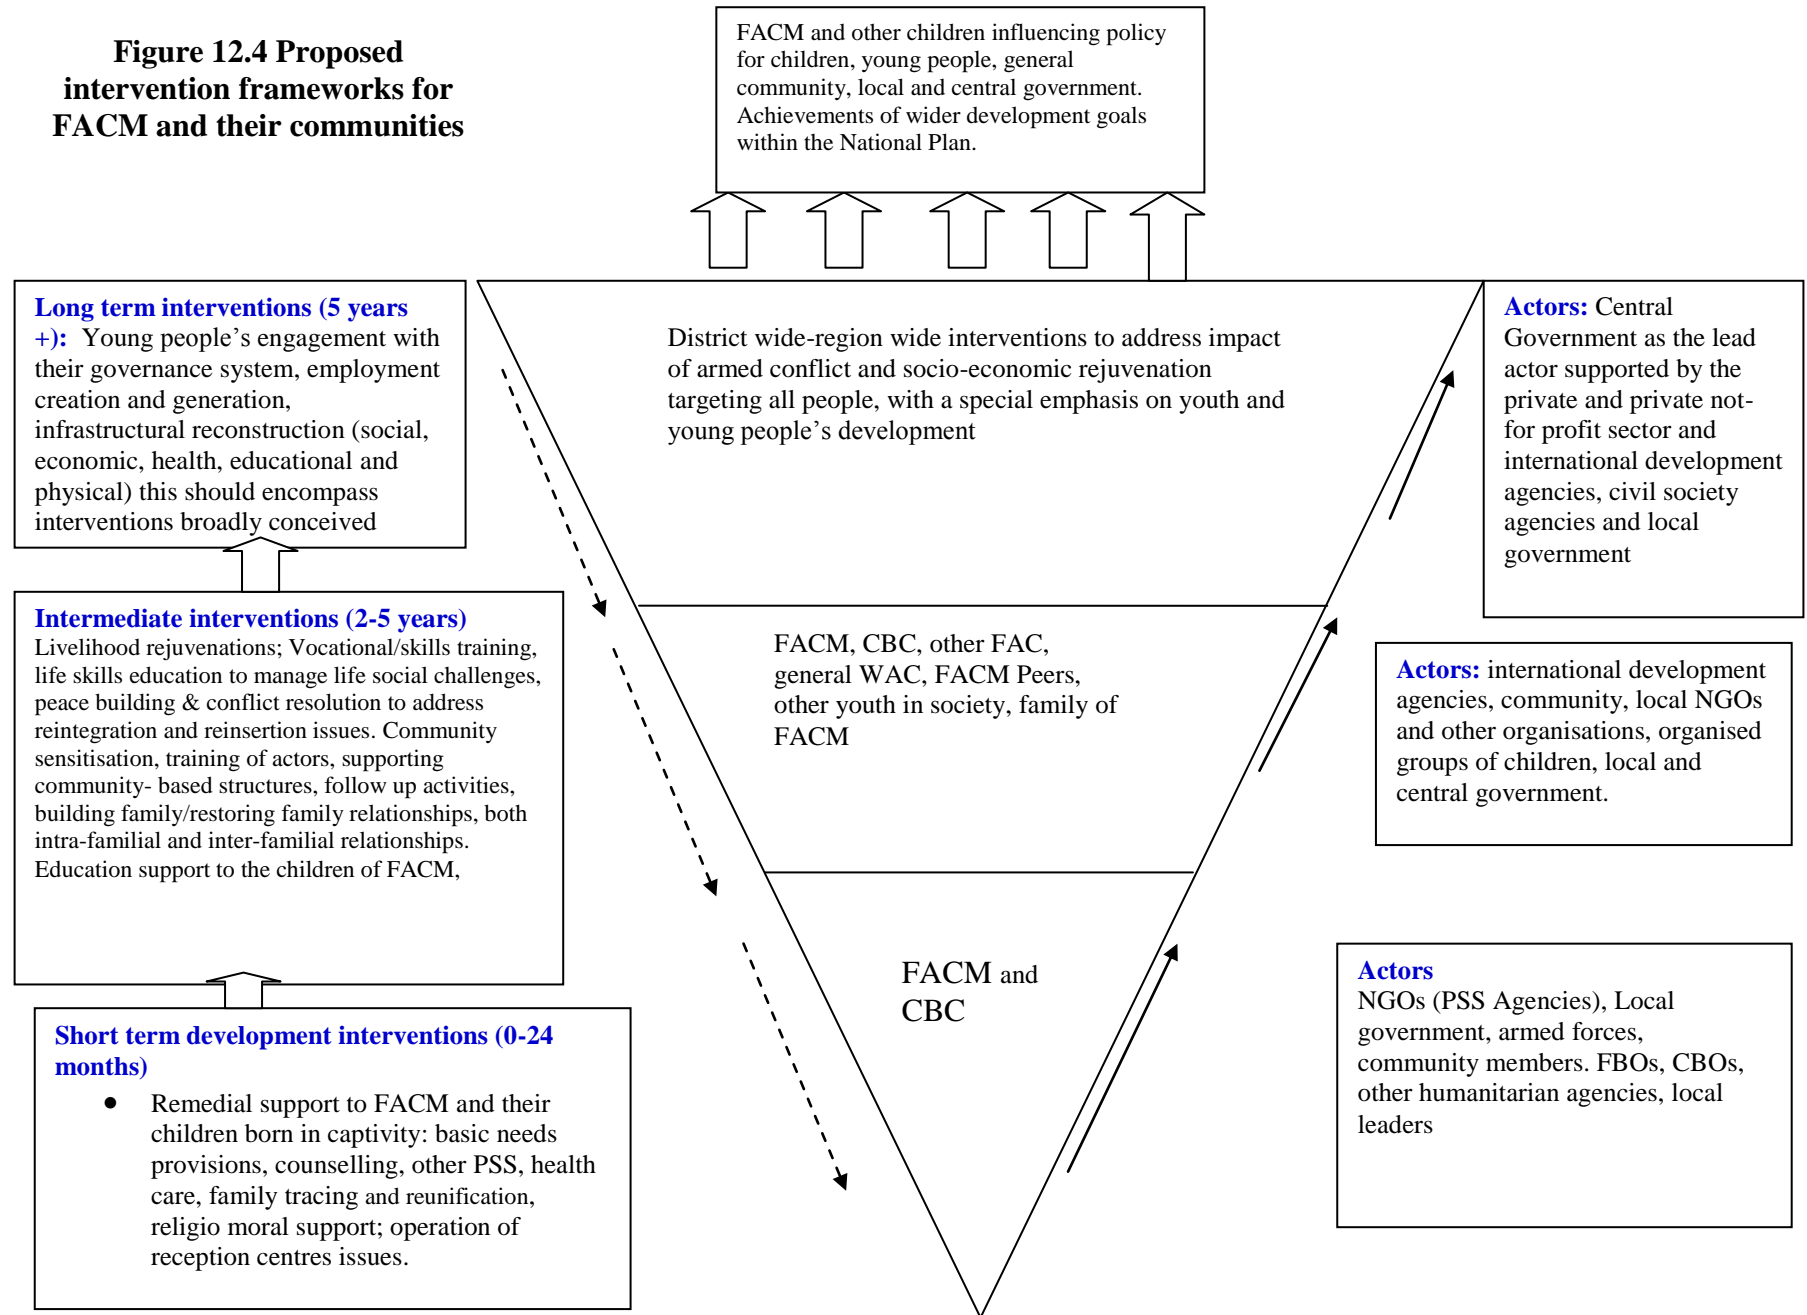 Figure 12.4 Proposed
intervention frameworks for
FACM and their communities
FACM and other children influencing policy
for children, young people, general
community, local and central government.
Achievements of wider development goals
within the National Plan.
Long term interventions (5 years
+): Young people’s engagement with
their governance system, employment
creation and generation,
infrastructural reconstruction (social,
economic, health, educational and
physical) this should encompass
interventions broadly conceived
District wide-region wide interventions to address impact
of armed conflict and socio-economic rejuvenation
targeting all people, with a special emphasis on youth and
young people’s development
Actors: Central
Government as the lead
actor supported by the
private and private not-
for profit sector and
international development
agencies, civil society
agencies and local
government
Intermediate interventions (2-5 years)
Livelihood rejuvenations; Vocational/skills training,
life skills education to manage life social challenges,
peace building & conflict resolution to address
reintegration and reinsertion issues. Community
sensitisation, training of actors, supporting
community- based structures, follow up activities,
building family/restoring family relationships, both
intra-familial and inter-familial relationships.
Education support to the children of FACM,
FACM, CBC, other FAC,
general WAC, FACM Peers,
other youth in society, family of
FACM
Actors: international development
agencies, community, local NGOs
and other organisations, organised
groups of children, local and
central government.
Short term development interventions (0-24
months)
● Remedial support to FACM and their
children born in captivity: basic needs
provisions, counselling, other PSS, health
care, family tracing and reunification,
religio moral support; operation of
reception centres issues.
FACM and
CBC
Actors
NGOs (PSS Agencies), Local
government, armed forces,
community members. FBOs, CBOs,
other humanitarian agencies, local
leaders